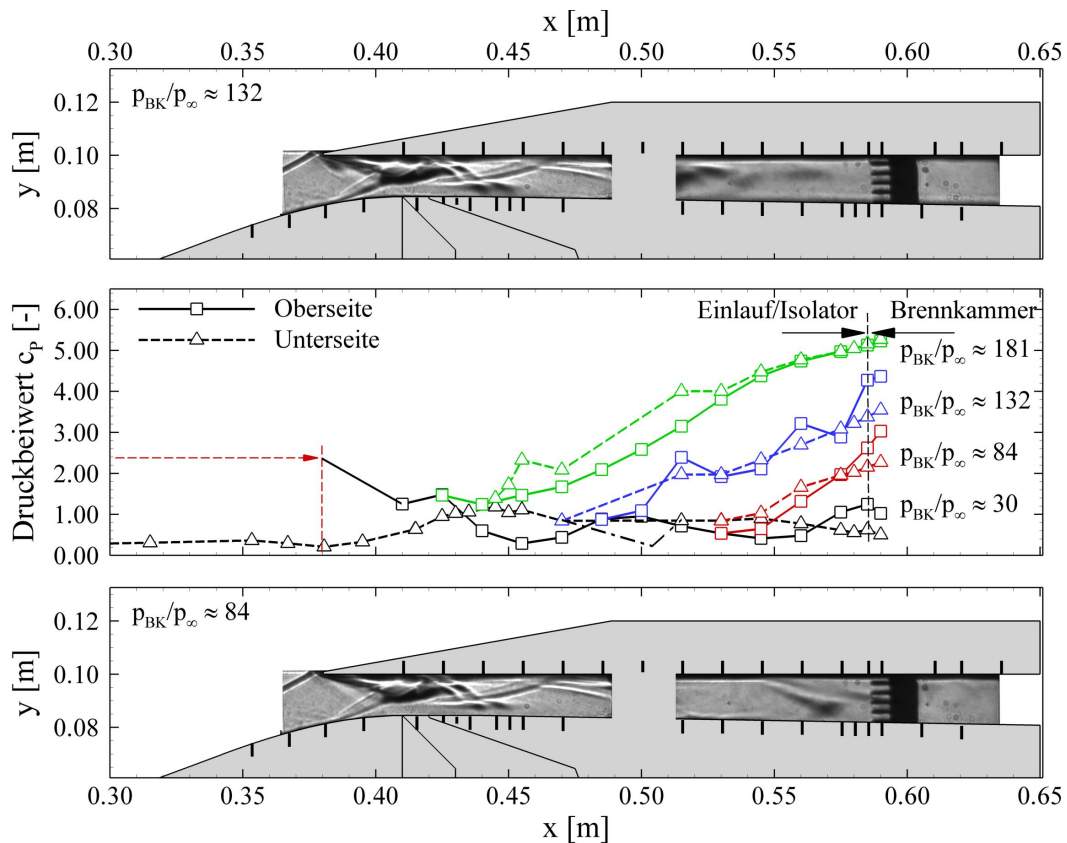 x [m]
0.30 0.35 0.40 0.45 0.50 0.55 0.60 0.65
p_BK/p_∞ ≈ 132
y [m]
0.12
0.10
0.08
Druckbeiwert c_P [-]
6.00
5.00
4.00
3.00
2.00
1.00
0.00
Oberseite
Unterseite
Einlauf/Isolator
Brennkammer
p_BK/p_∞ ≈ 181
p_BK/p_∞ ≈ 132
p_BK/p_∞ ≈ 84
p_BK/p_∞ ≈ 30
p_BK/p_∞ ≈ 84
y [m]
0.12
0.10
0.08
0.30 0.35 0.40 0.45 0.50 0.55 0.60 0.65
x [m]